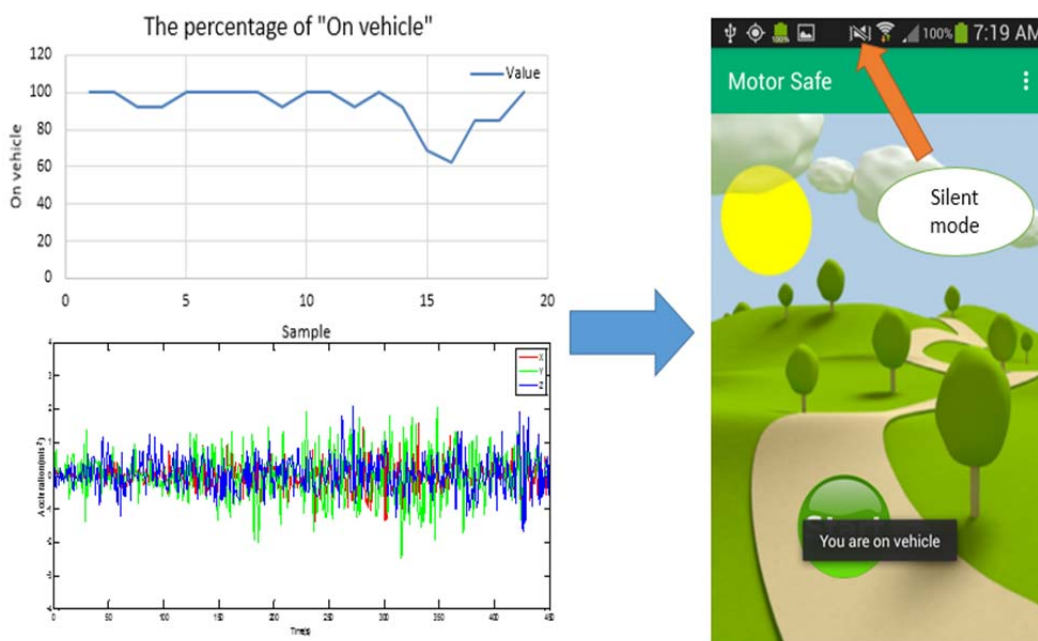 The percentage of "On vehicle"
120
100
80
60
40
20
0
On vehicle
Value
0 5 10 15 20
Sample
X
Y
Z
Time(s)
100%
100% 7:19 AM
Motor Safe
Silent
mode
You are on vehicle